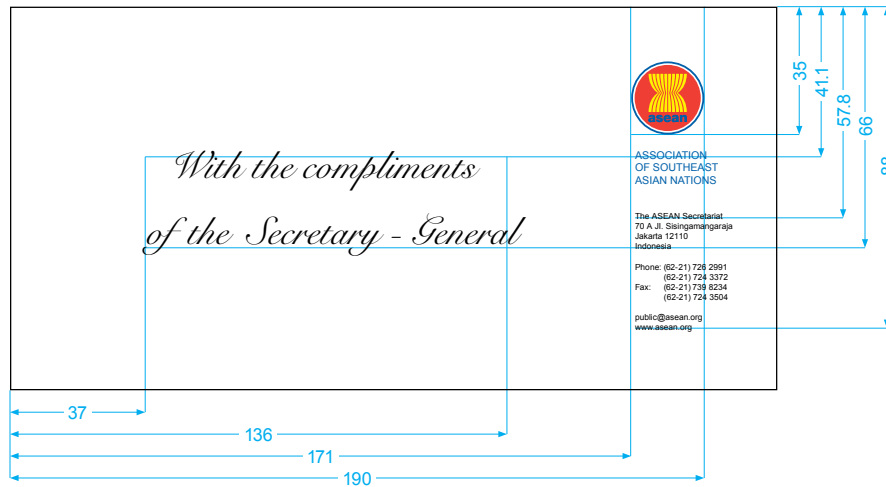 35
41.1
57.8
66
asean
ASSOCIATION
OF SOUTHEAST
ASIAN NATIONS
With the compliments
of the Secretary - General
The ASEAN Secretariat
70 A Jl. Sisingamangaraja
Jakarta 12110
Indonesia
Phone: (62-21) 726 2991
(62-21) 724 3372
Fax: (62-21) 739 8234
(62-21) 724 3504
public@asean.org
www.asean.org
37
136
171
190